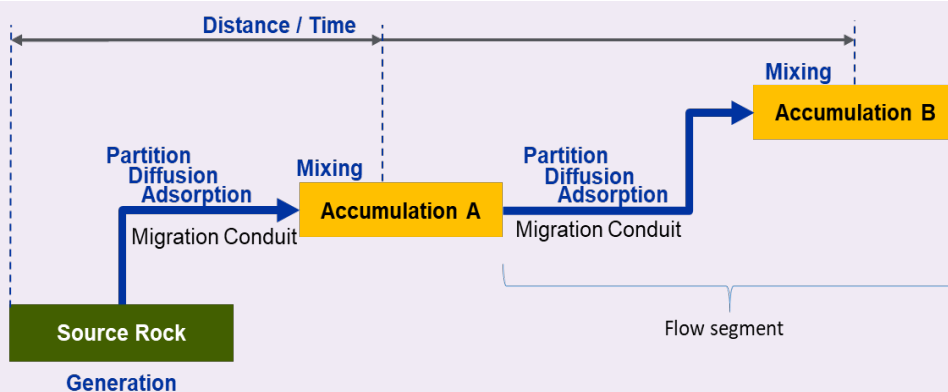 Distance / Time
Mixing
Accumulation B
Partition
Diffusion
Adsorption
Mixing
Accumulation A
Migration Conduit
Partition
Diffusion
Adsorption
Migration Conduit
Source Rock
Generation
Flow segment